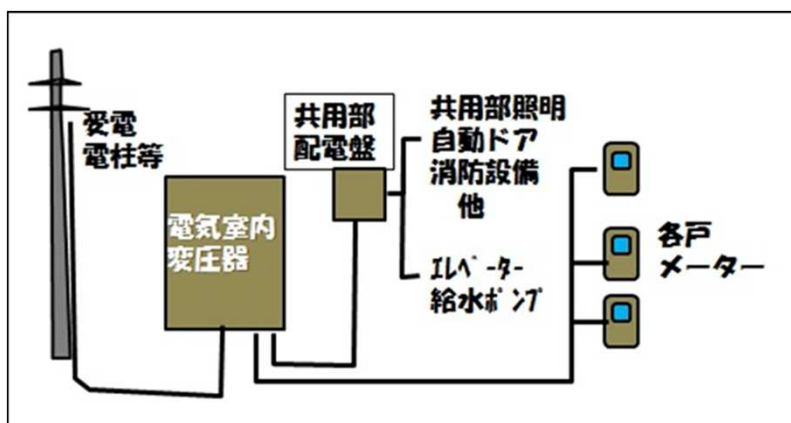 受電
電柱等
電気室内
変圧器
共用部
配電盤
共用部照明
自動ドア
消防設備
他
ｴﾚﾍﾞｰﾀｰ
給水ﾎﾟﾝﾌﾟ
各戸
メーター